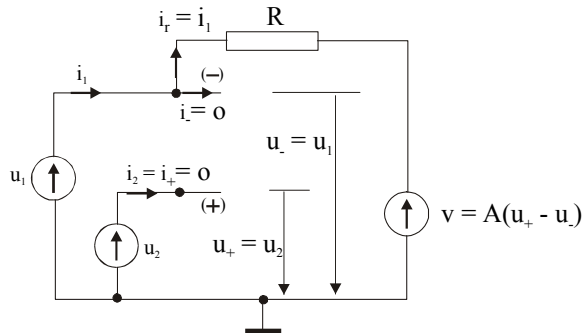 i_r = i_1
R
i_1
(-)
i_- = o
u_- = u_1
u_1
i_2 = i_+ = o
(+)
v = A(u_+ - u_-)
u_2
u_+ = u_2